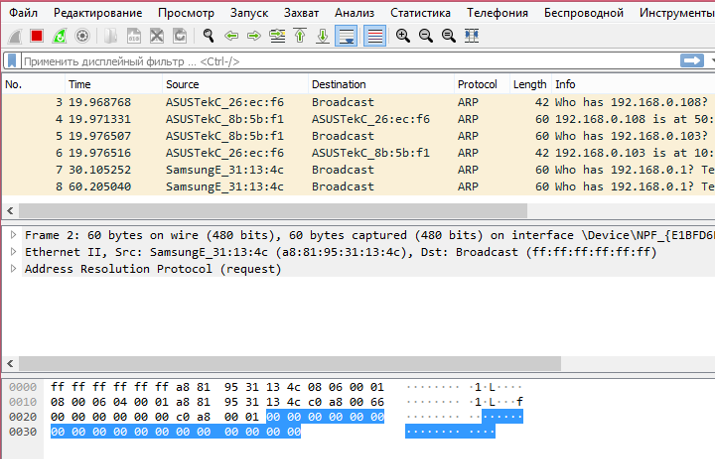 Файл Редактирование Просмотр Запуск Захват Анализ Статистика Телефония Беспроводной Инструменты
Применить дисплейный фильтр ... <Ctrl-/>
No. Time Source Destination Protocol Length Info
3 19.968768 ASUSTekC_26:ec:f6 Broadcast ARP 42 Who has 192.168.0.108?
4 19.971331 ASUSTekC_8b:5b:f1 ASUSTekC_26:ec:f6 ARP 60 192.168.0.108 is at 50:
5 19.976507 ASUSTekC_8b:5b:f1 Broadcast ARP 60 Who has 192.168.0.103?
6 19.976516 ASUSTekC_26:ec:f6 ASUSTekC_8b:5b:f1 ARP 42 192.168.0.103 is at 10:
7 30.105252 SamsungE_31:13:4c Broadcast ARP 60 Who has 192.168.0.1? Te
8 60.205040 SamsungE_31:13:4c Broadcast ARP 60 Who has 192.168.0.1? Te
Frame 2: 60 bytes on wire (480 bits), 60 bytes captured (480 bits) on interface \Device\NPF_{E1BFD6
Ethernet II, Src: SamsungE_31:13:4c (a8:81:95:31:13:4c), Dst: Broadcast (ff:ff:ff:ff:ff:ff)
Address Resolution Protocol (request)
0000 ff ff ff ff ff ff a8 81 95 31 13 4c 08 06 00 01 ········ ·1·L····
0010 08 00 06 04 00 01 a8 81 95 31 13 4c c0 a8 00 66 ········ ·1·L···f
0020 00 00 00 00 00 00 c0 a8 00 01 00 00 00 00 00 00 ········ ········
0030 00 00 00 00 00 00 00 00 00 00 00 00 ········ ····